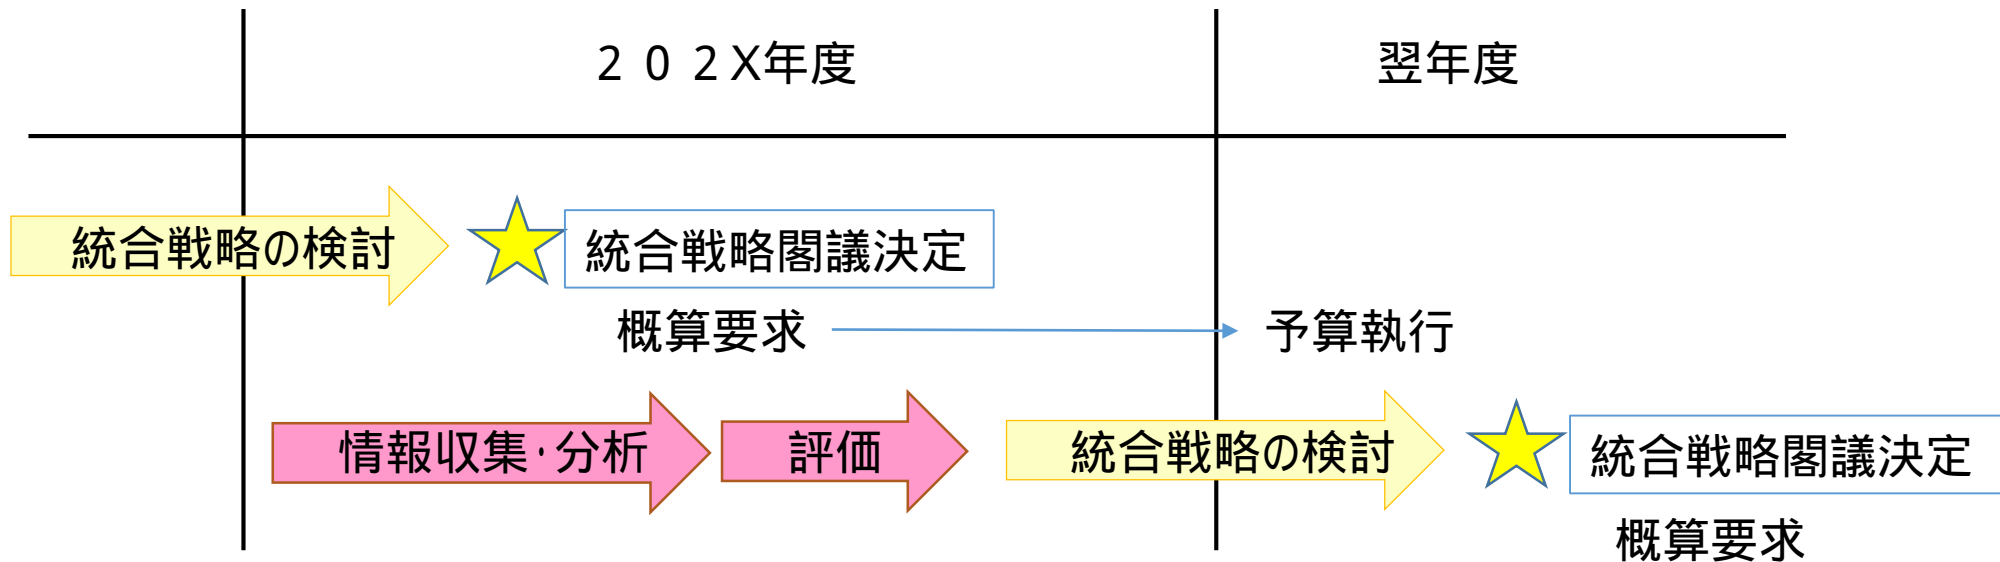 ２０２X年度
翌年度
統合戦略の検討
統合戦略閣議決定
概算要求
予算執行
情報収集・分析
評価
統合戦略の検討
統合戦略閣議決定
概算要求